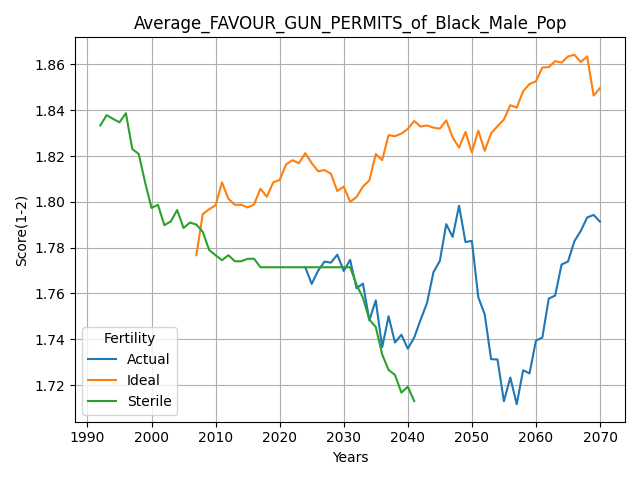 Average_FAVOUR_GUN_PERMITS_of_Black_Male_Pop
Score(1-2)
1.86
1.84
1.82
1.80
1.78
1.76
1.74
1.72
Fertility
Actual
Ideal
Sterile
1990 2000 2010 2020 2030 2040 2050 2060 2070
Years